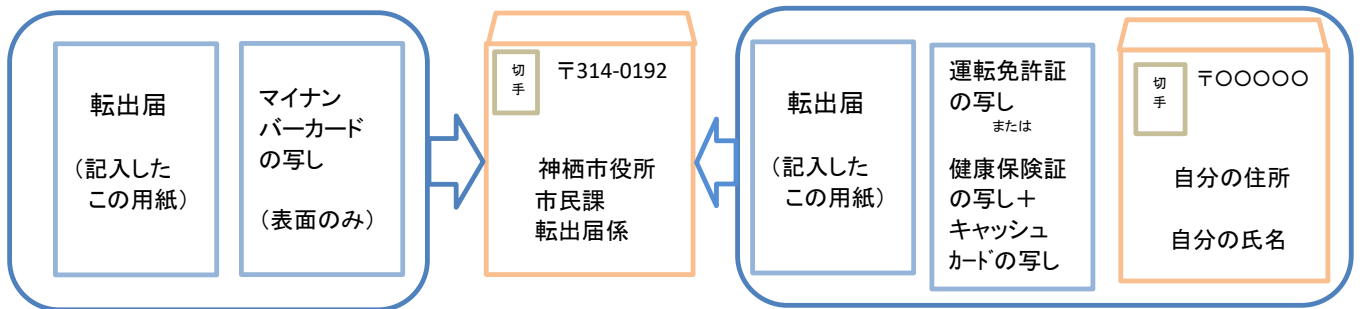 転出届
（記入した
この用紙）
マイナン
バーカード
の写し
（表面のみ）
切
手
〒314-0192
神栖市役所
市民課
転出届係
転出届
（記入した
この用紙）
運転免許証
の写し
または
健康保険証
の写し＋
キャッシュ
ｶｰﾄﾞの写し
切
手
〒〇〇〇〇〇
自分の住所
自分の氏名